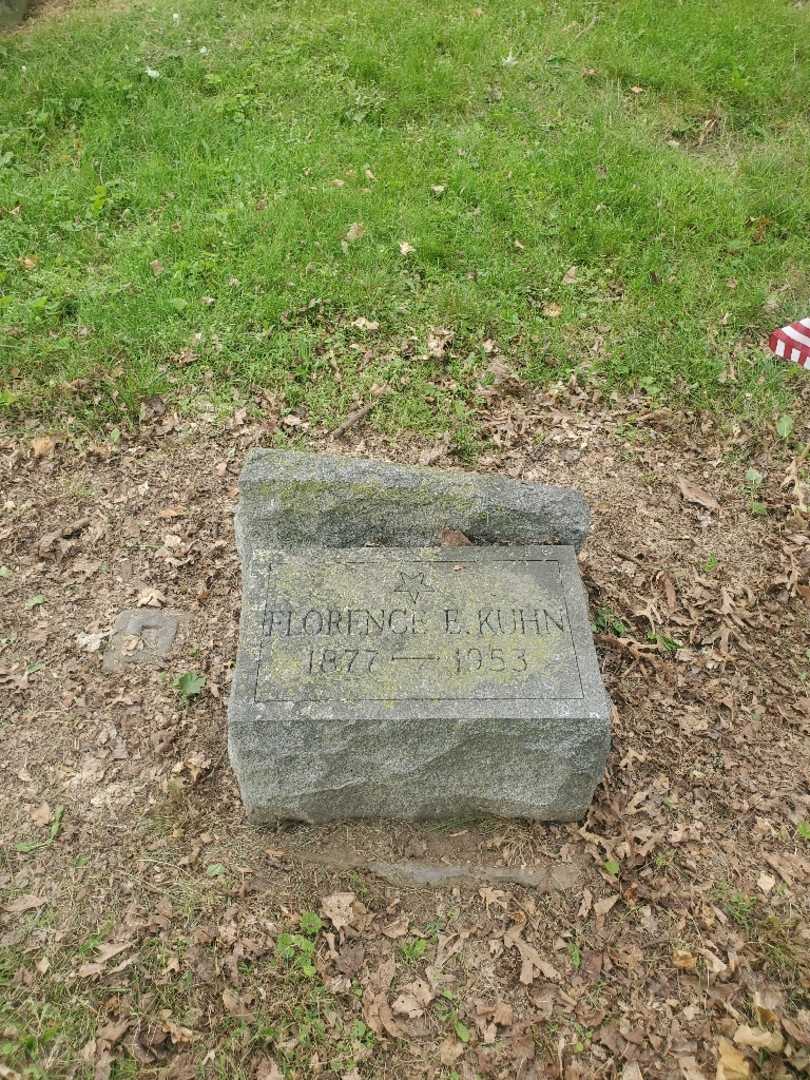 FLORENCE E. KUHN
1877 — 1953